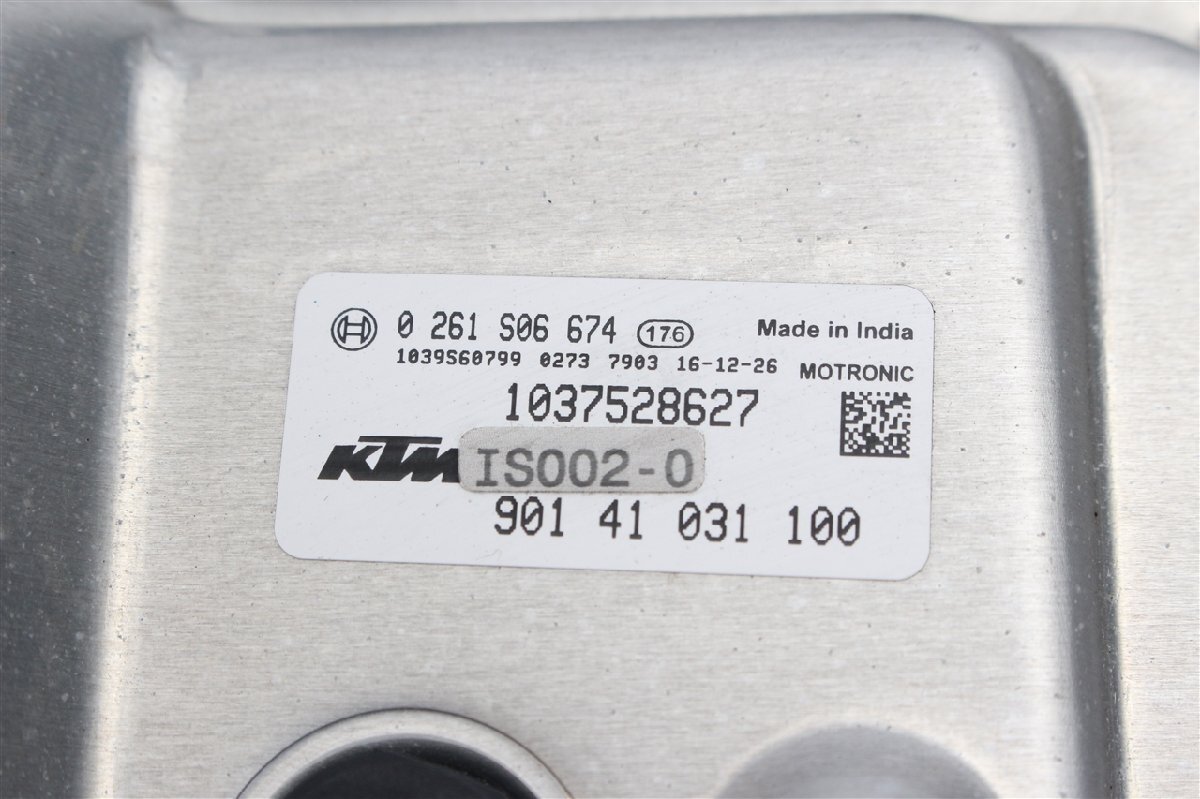 0 261 S06 674 176 Made in India
1039S60799 0273 7903 16-12-26 MOTRONIC
1037528627
KTM IS002-0
901 41 031 100